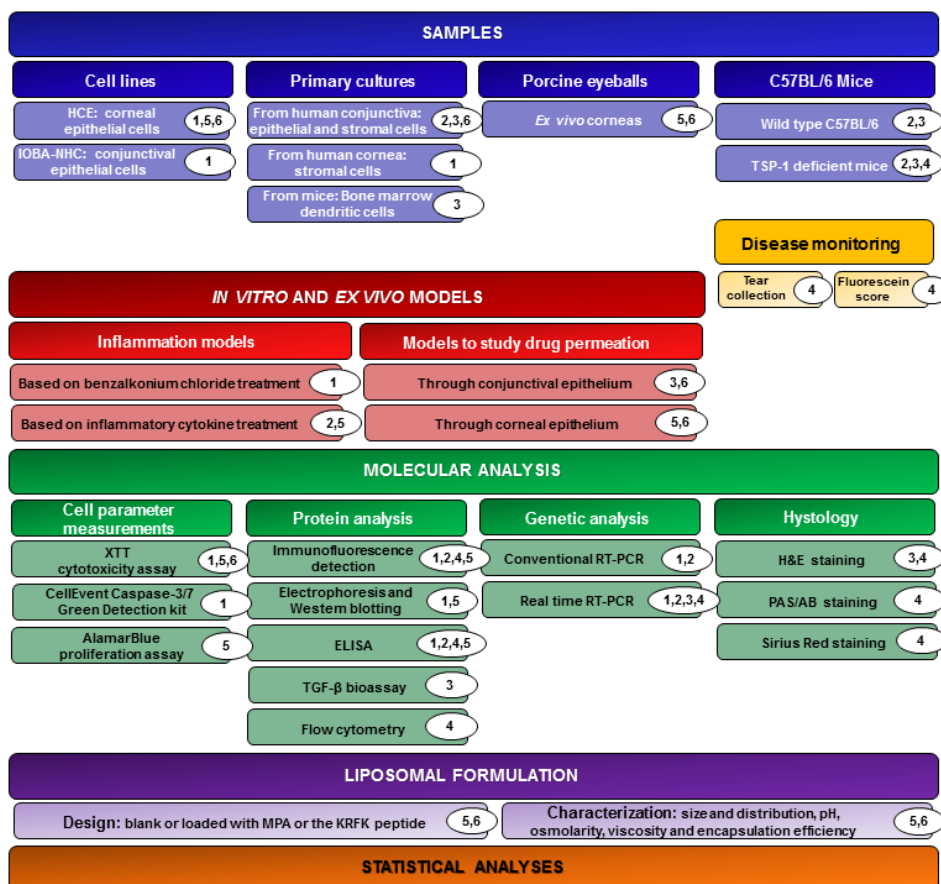 SAMPLES
Cell lines
HCE: corneal
epithelial cells
1,5,6
IOBA-NHC: conjunctival
epithelial cells
1
Primary cultures
From human conjunctiva:
epithelial and stromal cells
2,3,6
From human cornea:
stromal cells
1
From mice: Bone marrow
dendritic cells
3
Porcine eyeballs
Ex vivo corneas
5,6
C57BL/6 Mice
Wild type C57BL/6
2,3
TSP-1 deficient mice
2,3,4
Disease monitoring
Tear
collection
4
Fluorescein
score
4
IN VITRO AND EX VIVO MODELS
Inflammation models
Based on benzalkonium chloride treatment
1
Based on inflammatory cytokine treatment
2,5
Models to study drug permeation
Through conjunctival epithelium
3,6
Through corneal epithelium
5,6
MOLECULAR ANALYSIS
Cell parameter
measurements
XTT
cytotoxicity assay
1,5,6
CellEvent Caspase-3/7
Green Detection kit
1
AlamarBlue
proliferation assay
5
Protein analysis
Immunofluorescence
detection
1,2,4,5
Electrophoresis and
Western blotting
1,5
ELISA
1,2,4,5
TGF-β bioassay
3
Flow cytometry
4
Genetic analysis
Conventional RT-PCR
1,2
Real time RT-PCR
1,2,3,4
Hystology
H&E staining
3,4
PAS/AB staining
4
Sirius Red staining
4
LIPOSOMAL FORMULATION
Design: blank or loaded with MPA or the KRFK peptide
5,6
Characterization: size and distribution, pH,
osmolarity, viscosity and encapsulation efficiency
5,6
STATISTICAL ANALYSES